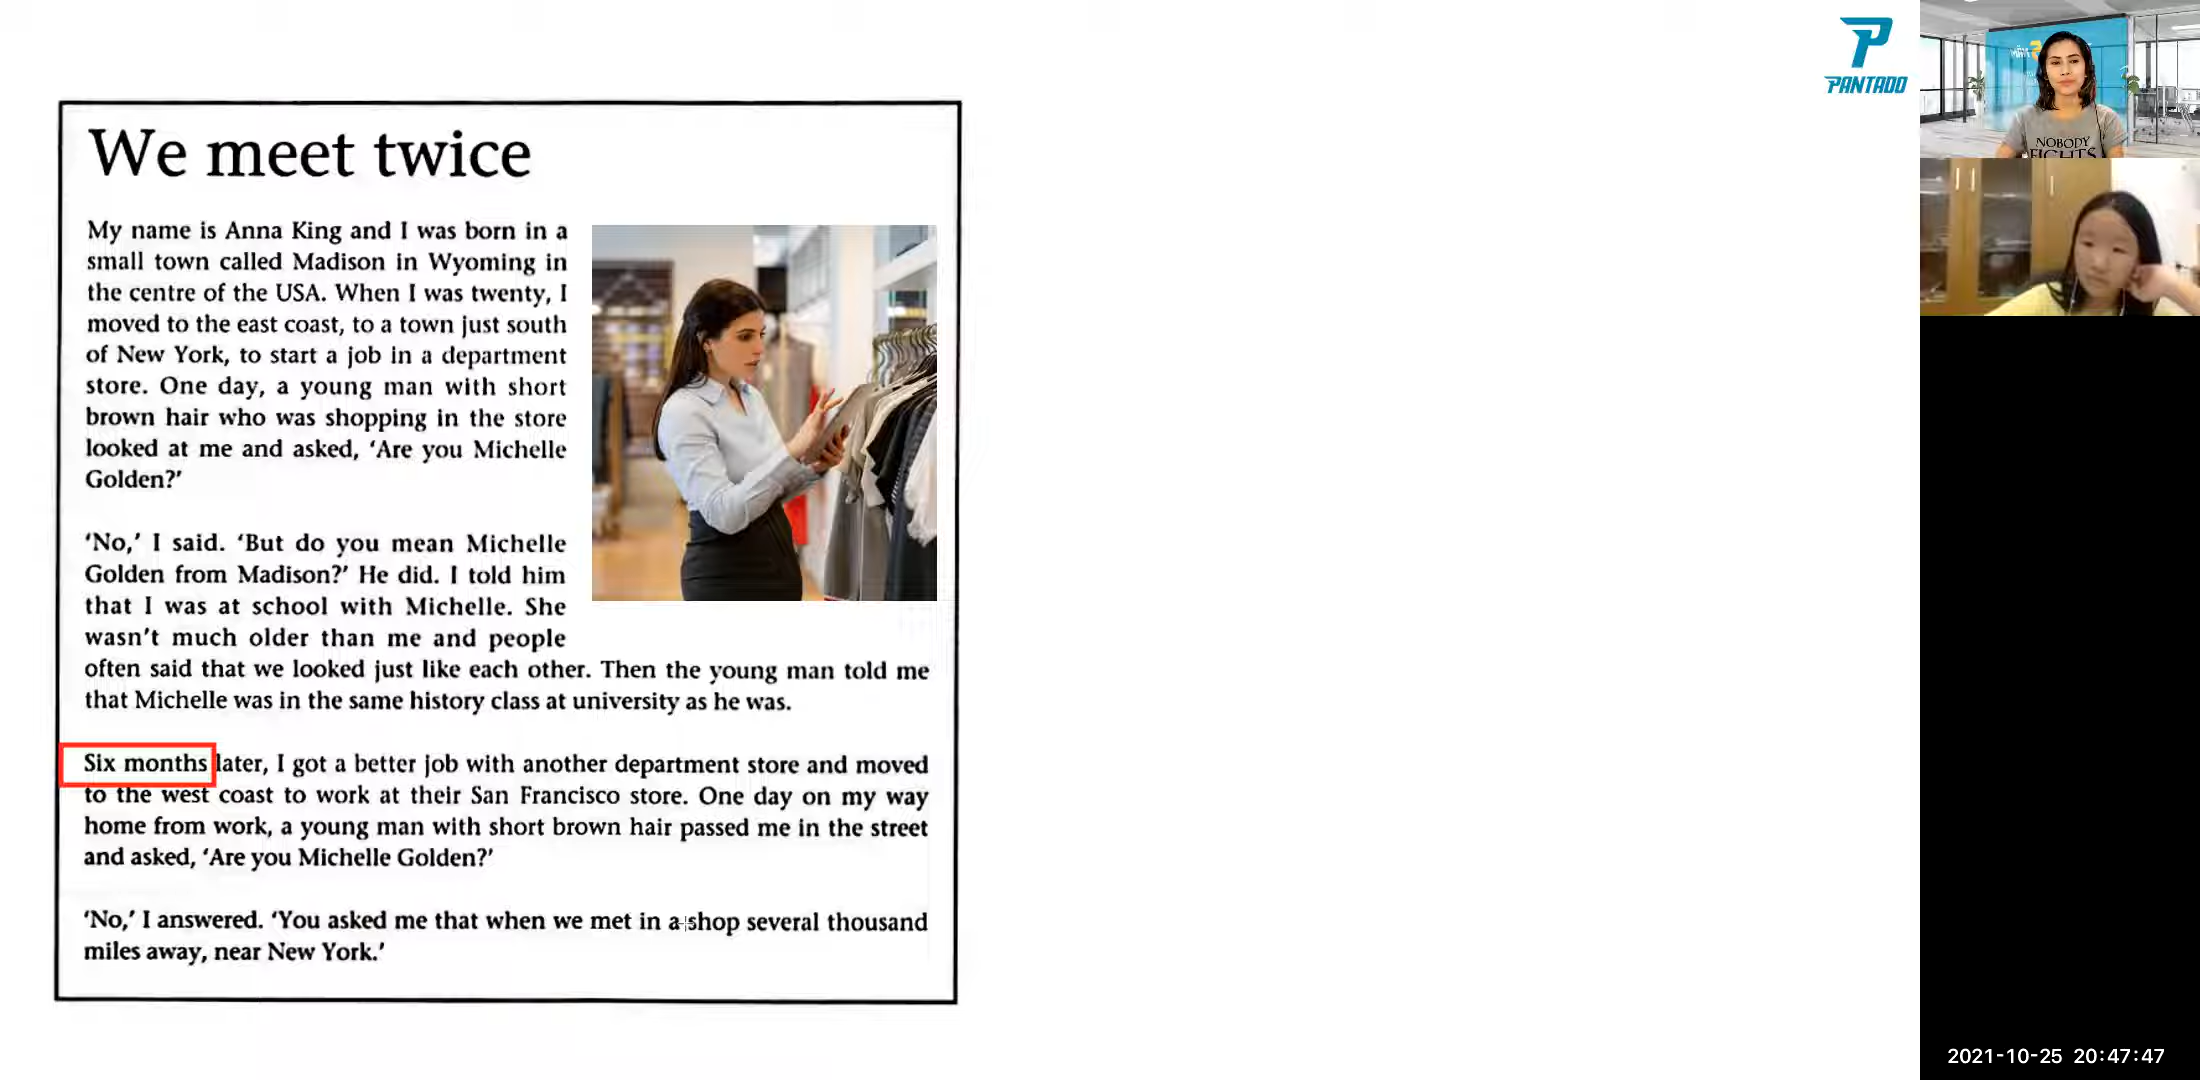 We meet twice
My name is Anna King and I was born in a
small town called Madison in Wyoming in
the centre of the USA. When I was twenty, I
moved to the east coast, to a town just south
of New York, to start a job in a department
store. One day, a young man with short
brown hair who was shopping in the store
looked at me and asked, ‘Are you Michelle
Golden?’
‘No,’ I said. ‘But do you mean Michelle
Golden from Madison?’ He did. I told him
that I was at school with Michelle. She
wasn’t much older than me and people
often said that we looked just like each other. Then the young man told me
that Michelle was in the same history class at university as he was.
Six months later, I got a better job with another department store and moved
to the west coast to work at their San Francisco store. One day on my way
home from work, a young man with short brown hair passed me in the street
and asked, ‘Are you Michelle Golden?’
‘No,’ I answered. ‘You asked me that when we met in a shop several thousand
miles away, near New York.’
PANTADO
NOBODY
FIGHTS
2021-10-25 20:47:47